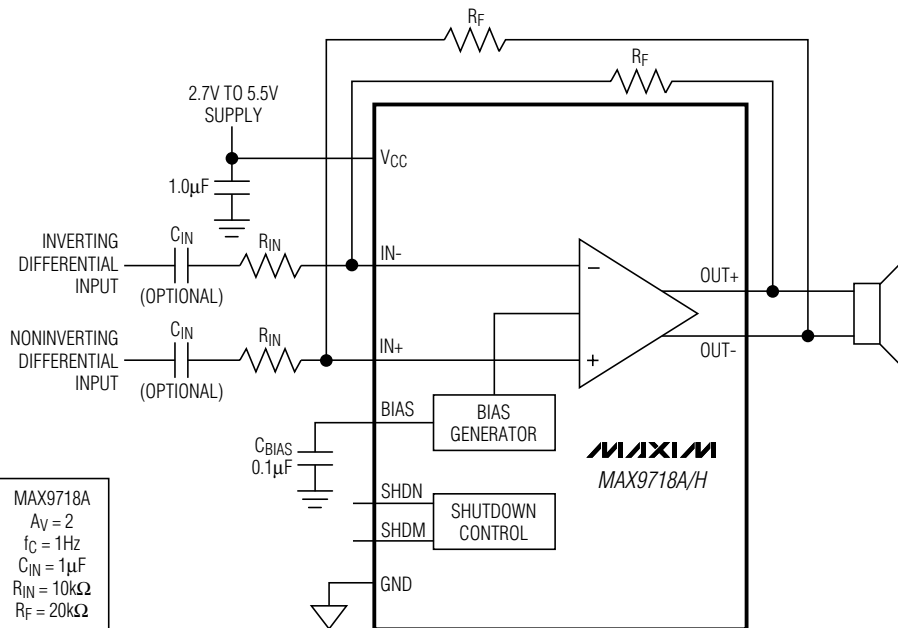 RF
RF
2.7V TO 5.5V
SUPPLY
VCC
1.0µF
INVERTING
DIFFERENTIAL
INPUT
CIN
(OPTIONAL)
RIN
IN-
−
OUT+
NONINVERTING
DIFFERENTIAL
INPUT
CIN
(OPTIONAL)
RIN
IN+
+
OUT-
BIAS
BIAS
GENERATOR
CBIAS
0.1µF
MAXIM
MAX9718A/H
SHDN
SHDM
SHUTDOWN
CONTROL
GND
MAX9718A
AV = 2
fC = 1Hz
CIN = 1µF
RIN = 10kΩ
RF = 20kΩ